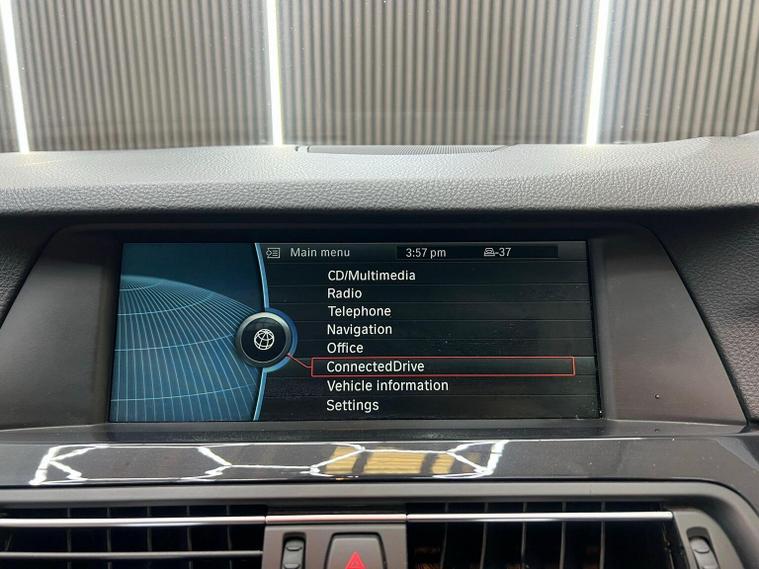 Main menu 3:57 pm -37
CD/Multimedia
Radio
Telephone
Navigation
Office
ConnectedDrive
Vehicle information
Settings